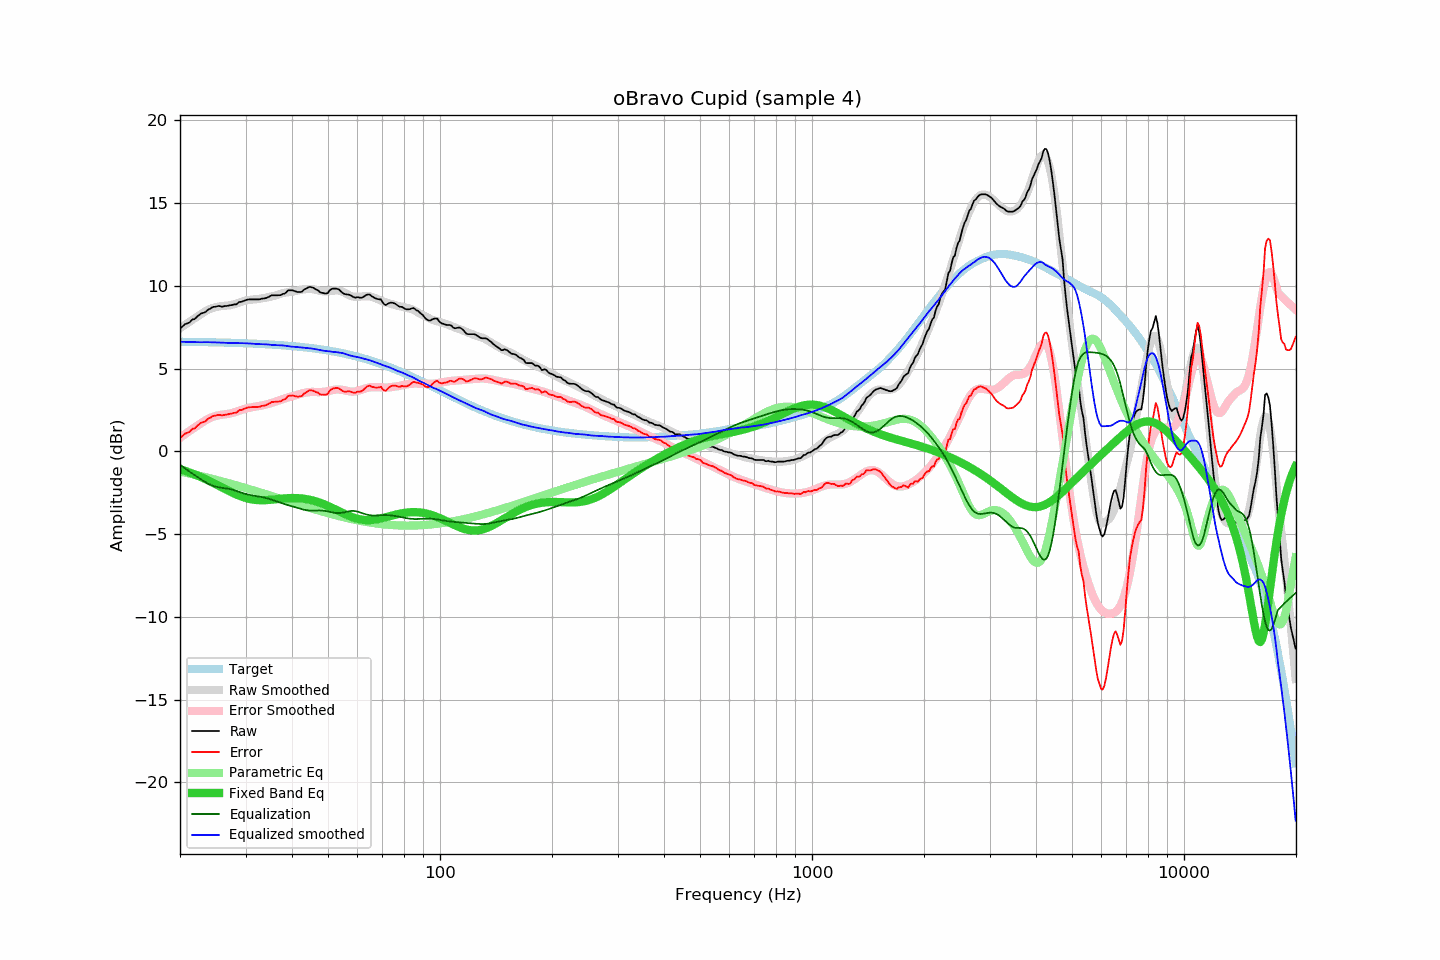 oBravo Cupid (sample 4)
20
15
10
5
0
−5
−10
−15
−20
Amplitude (dBr)
Target
Raw Smoothed
Error Smoothed
Raw
Error
Parametric Eq
Fixed Band Eq
Equalization
Equalized smoothed
100
1000
10000
Frequency (Hz)